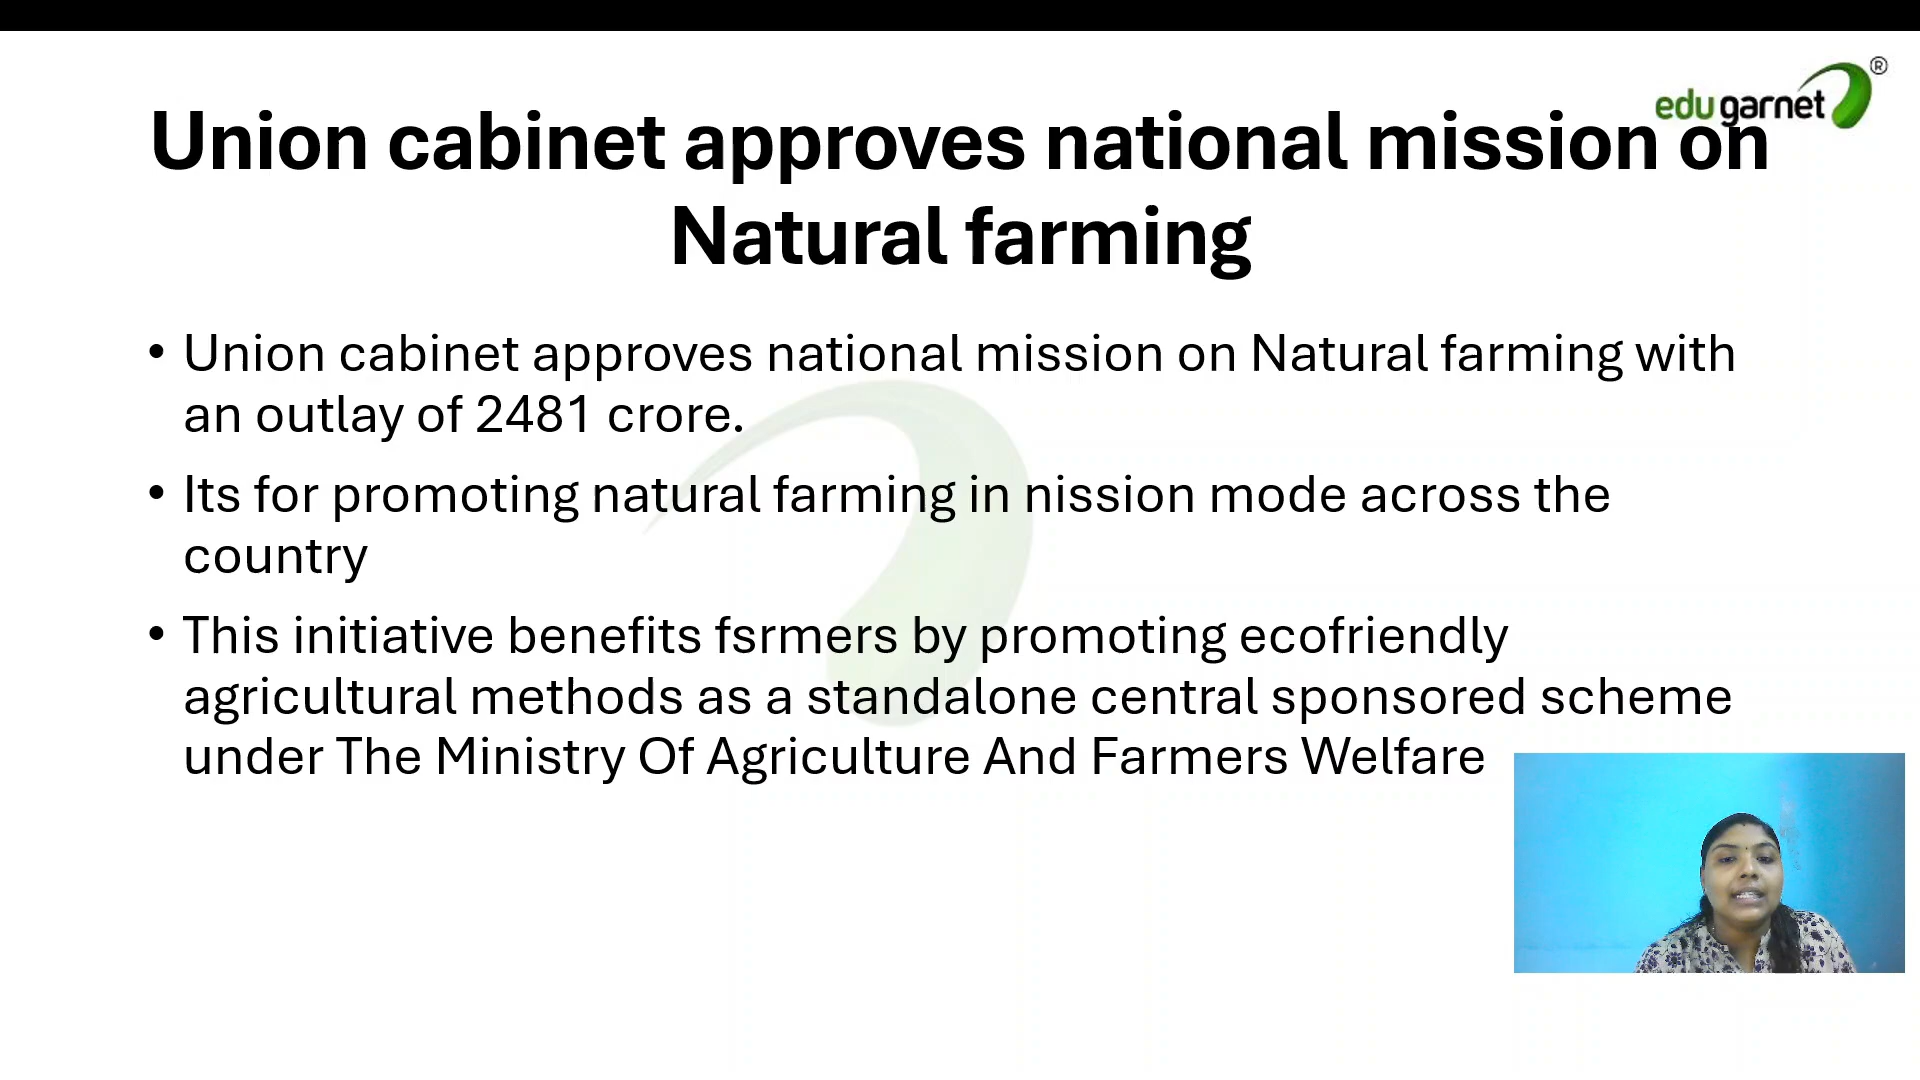 edu garnet ®
Union cabinet approves national mission on
Natural farming
• Union cabinet approves national mission on Natural farming with
an outlay of 2481 crore.
• Its for promoting natural farming in nission mode across the
country
• This initiative benefits fsrmers by promoting ecofriendly
agricultural methods as a standalone central sponsored scheme
under The Ministry Of Agriculture And Farmers Welfare